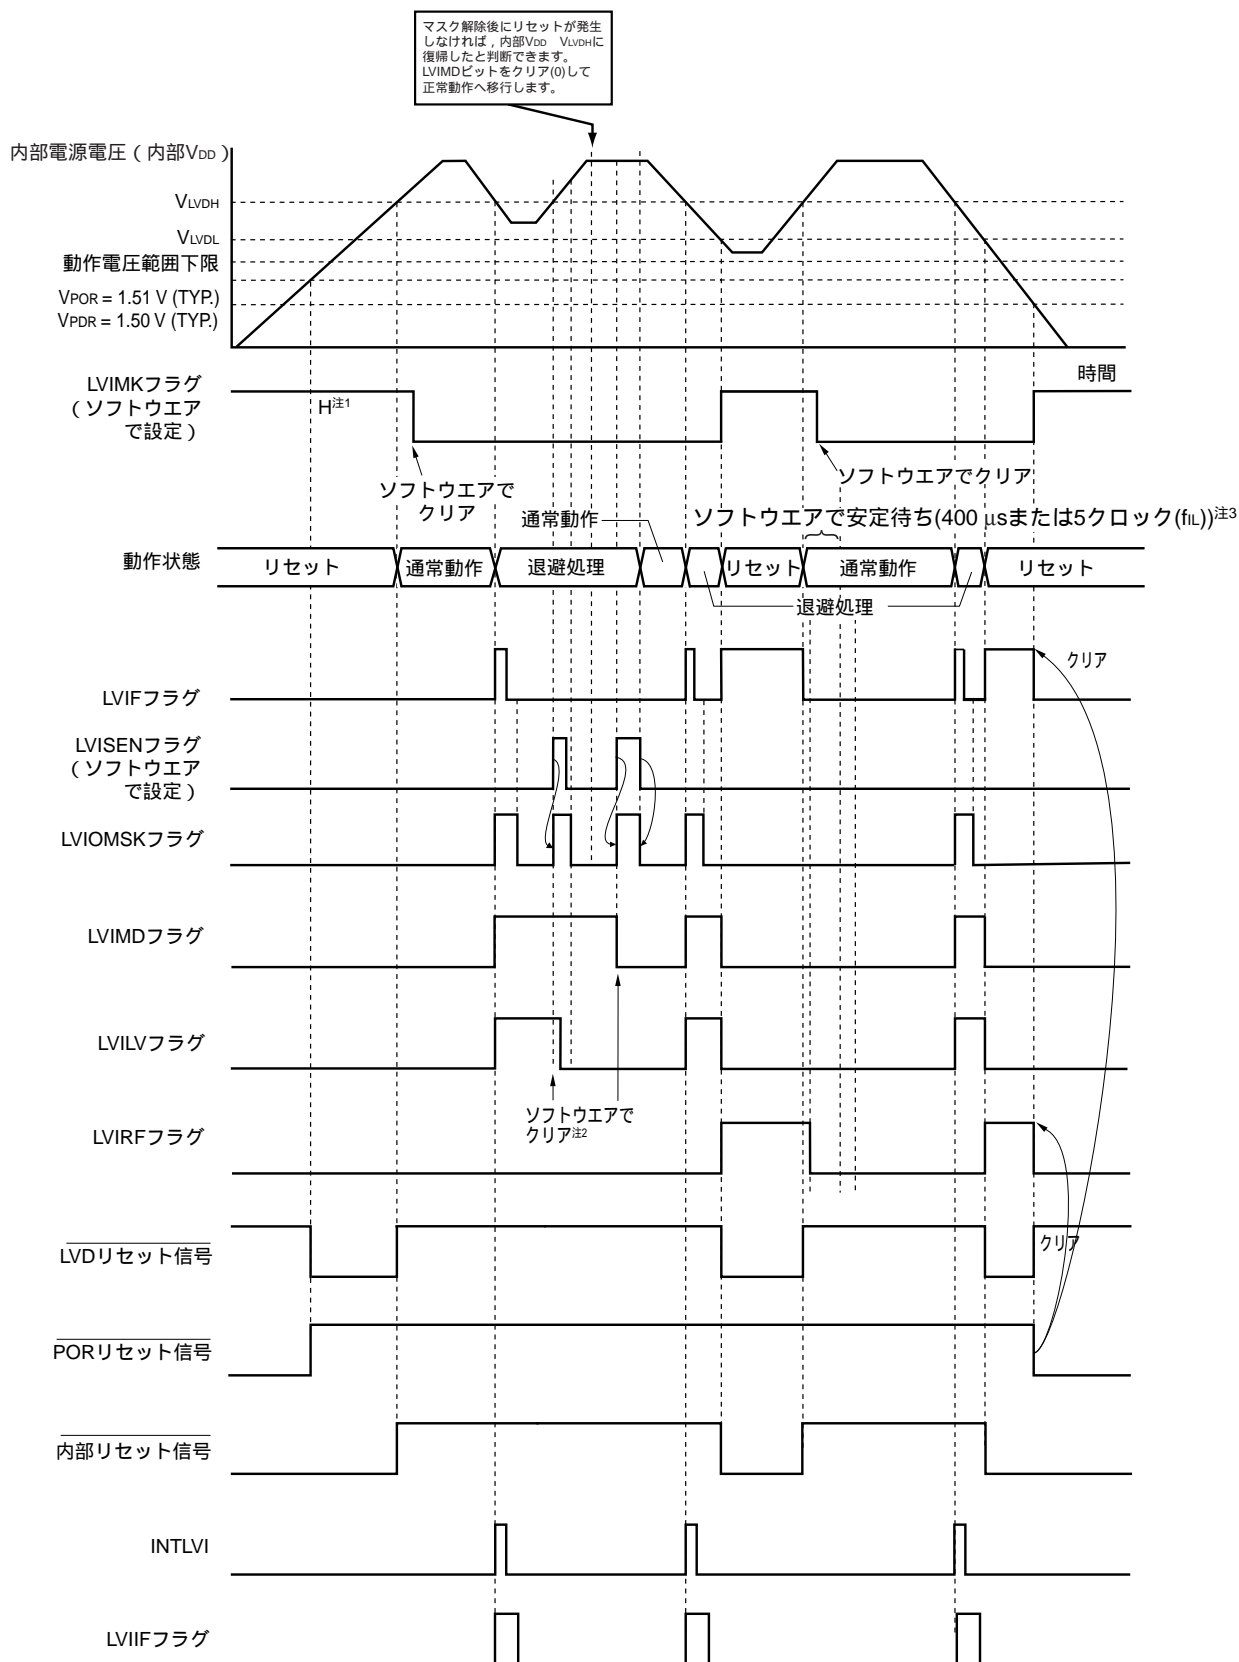 マスク解除後にリセットが発生
しなければ，内部VDD　VLVDHに
復帰したと判断できます。
LVIMDビットをクリア(0)して
正常動作へ移行します。
内部電源電圧（内部VDD）
VLVDH
VLVDL
動作電圧範囲下限
VPOR = 1.51 V (TYP.)
VPDR = 1.50 V (TYP.)
時間
LVIMKフラグ
（ソフトウエア
で設定）
H注1
ソフトウエアで
クリア
ソフトウエアでクリア
通常動作
ソフトウエアで安定待ち(400 μsまたは5クロック(fIL))注3
動作状態
リセット
通常動作
退避処理
リセット
通常動作
リセット
退避処理
LVIFフラグ
クリア
LVISENフラグ
（ソフトウエア
で設定）
LVIOMSKフラグ
LVIMDフラグ
LVILVフラグ
ソフトウエアで
クリア注2
LVIRFフラグ
LVDリセット信号
クリア
PORリセット信号
内部リセット信号
INTLVI
LVIIFフラグ